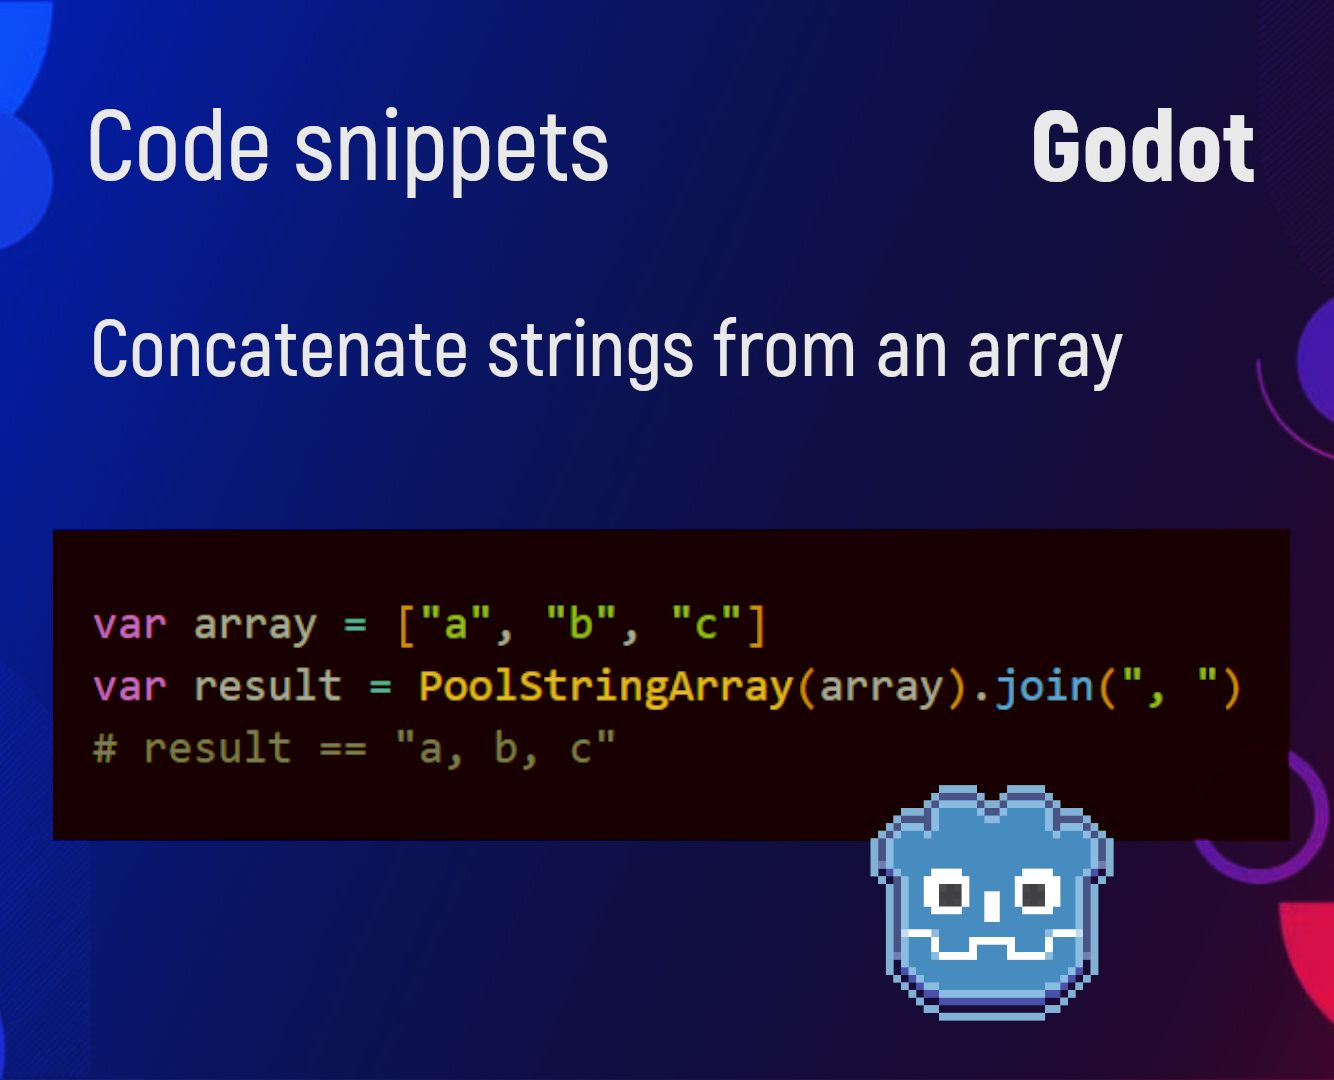 Code snippets
Godot
Concatenate strings from an array
var array = ["a", "b", "c"]
var result = PoolStringArray(array).join(", ")
# result == "a, b, c"